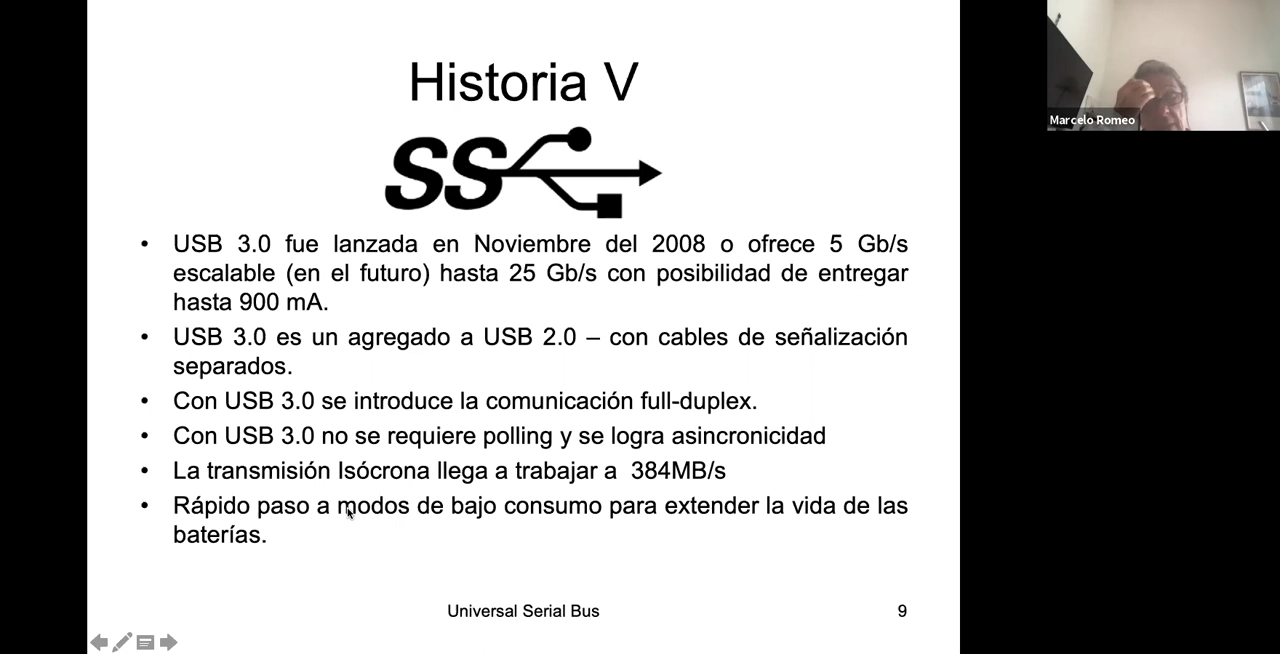 Historia V
SS
• USB 3.0 fue lanzada en Noviembre del 2008 o ofrece 5 Gb/s
escalable (en el futuro) hasta 25 Gb/s con posibilidad de entregar
hasta 900 mA.
• USB 3.0 es un agregado a USB 2.0 – con cables de señalización
separados.
• Con USB 3.0 se introduce la comunicación full-duplex.
• Con USB 3.0 no se requiere polling y se logra asincronicidad
• La transmisión Isócrona llega a trabajar a  384MB/s
• Rápido paso a modos de bajo consumo para extender la vida de las
baterías.
Universal Serial Bus
9
Marcelo Romeo